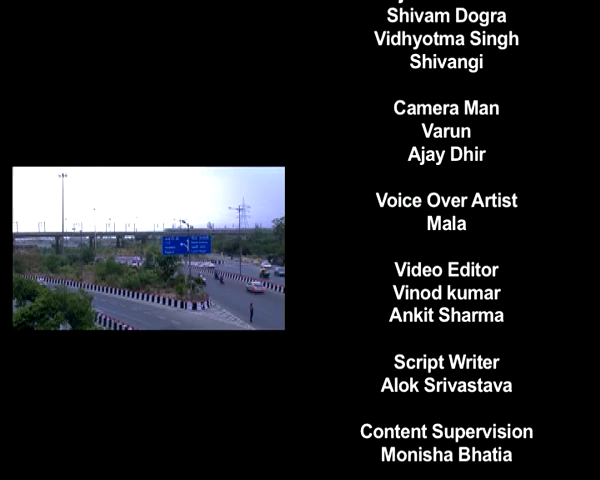 Shivam Dogra
Vidhyotma Singh
Shivangi
Camera Man
Varun
Ajay Dhir
Voice Over Artist
Mala
Video Editor
Vinod kumar
Ankit Sharma
Script Writer
Alok Srivastava
Content Supervision
Monisha Bhatia